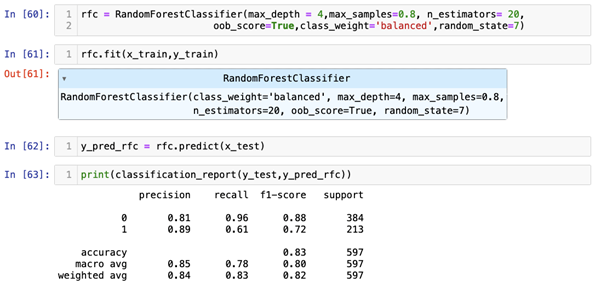 In [60]: 1 rfc = RandomForestClassifier(max_depth = 4,max_samples=0.8, n_estimators= 20,
2 oob_score=True,class_weight='balanced',random_state=7)
In [61]: 1 rfc.fit(x_train,y_train)
Out[61]: ▾ RandomForestClassifier
RandomForestClassifier(class_weight='balanced', max_depth=4, max_samples=0.8,
n_estimators=20, oob_score=True, random_state=7)
In [62]: 1 y_pred_rfc = rfc.predict(x_test)
In [63]: 1 print(classification_report(y_test,y_pred_rfc))
precision recall f1-score support
0 0.81 0.96 0.88 384
1 0.89 0.61 0.72 213
accuracy 0.83 597
macro avg 0.85 0.78 0.80 597
weighted avg 0.84 0.83 0.82 597